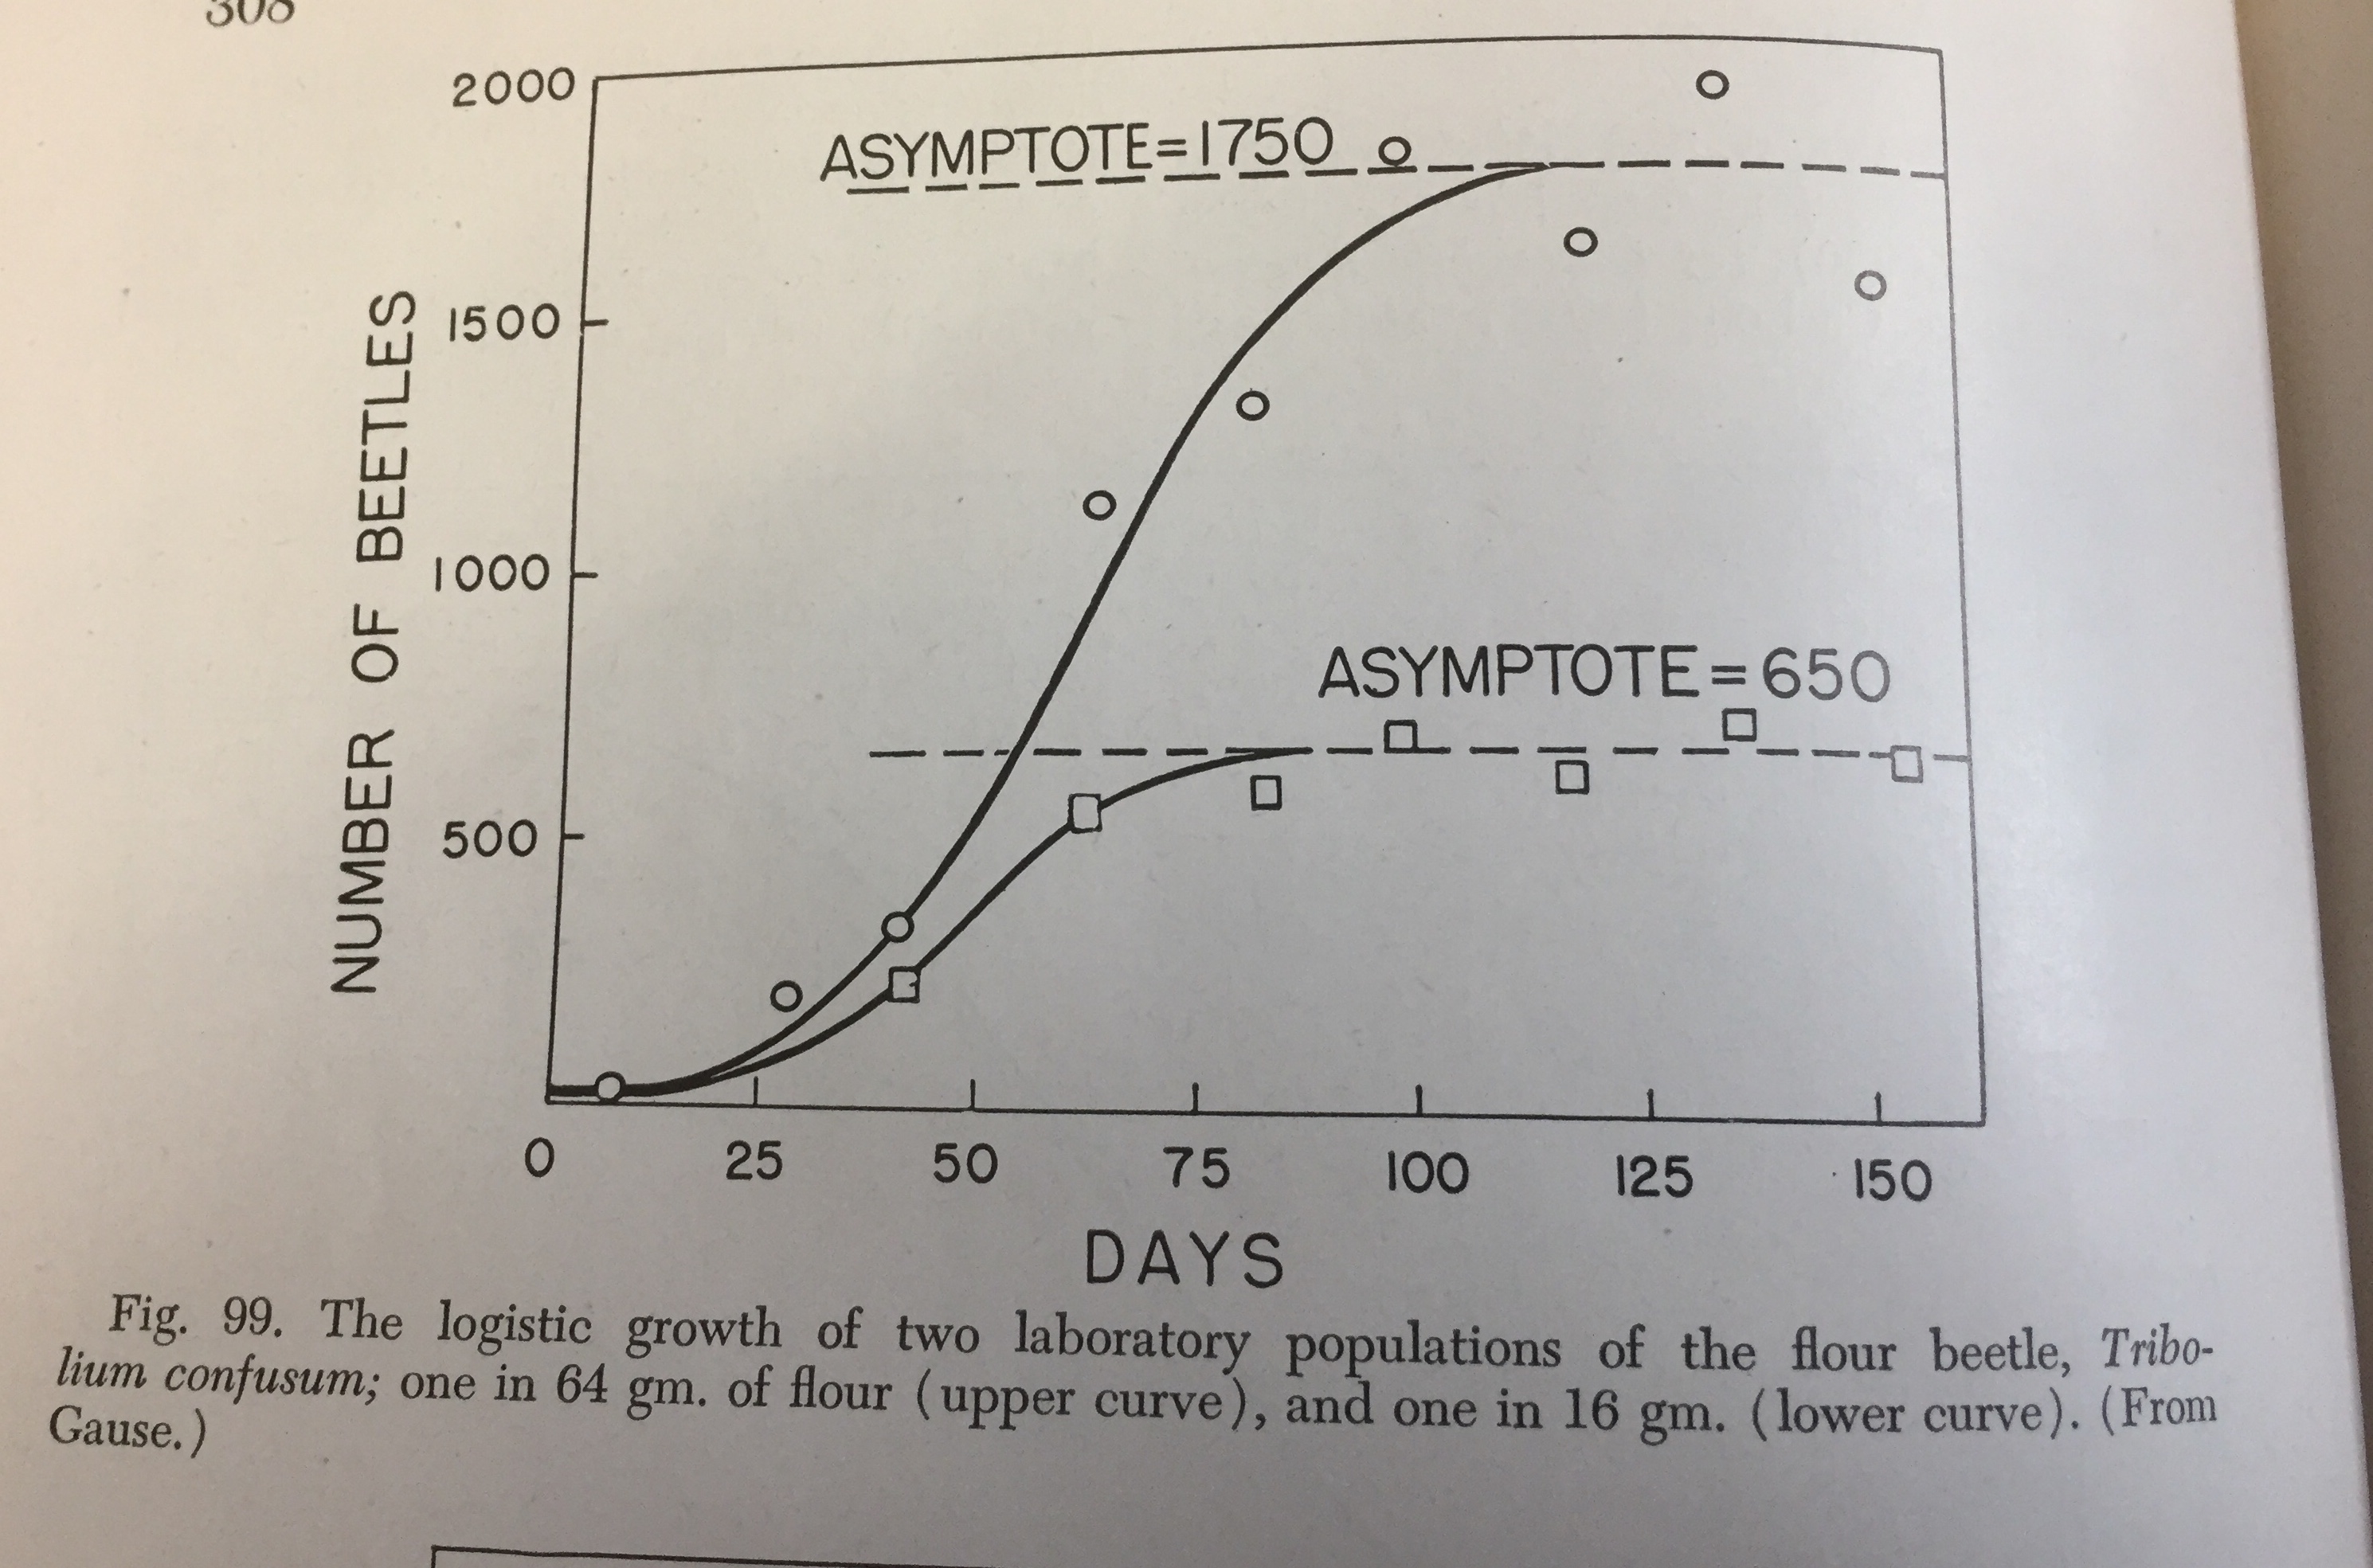 308
2000
ASYMPTOTE=1750
1500
NUMBER OF BEETLES
1000
ASYMPTOTE=650
500
0 25 50 75 100 125 150
DAYS
Fig. 99. The logistic growth of two laboratory populations of the flour beetle, Tribo-
lium confusum; one in 64 gm. of flour (upper curve), and one in 16 gm. (lower curve). (From
Gause.)